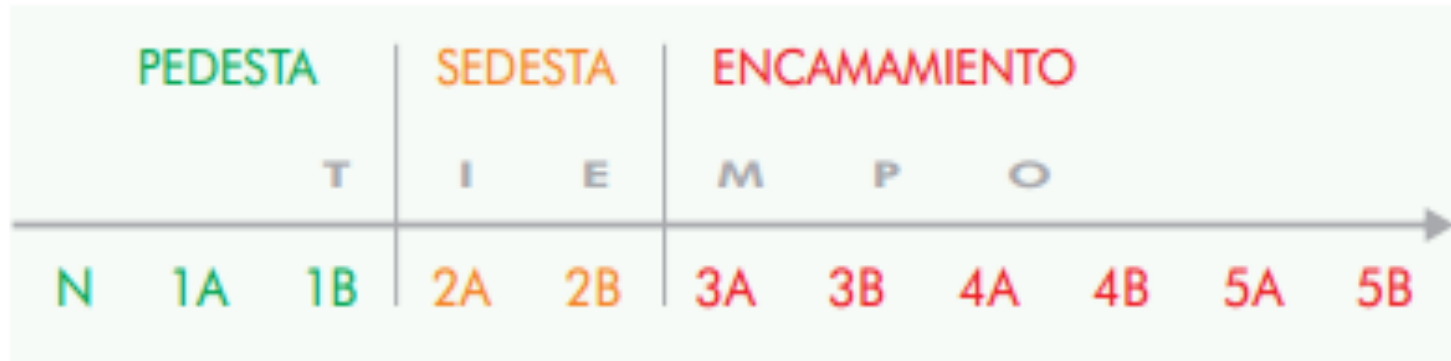 PEDESTA SEDESTA ENCAMAMIENTO
T I E M P O
N 1A 1B 2A 2B 3A 3B 4A 4B 5A 5B